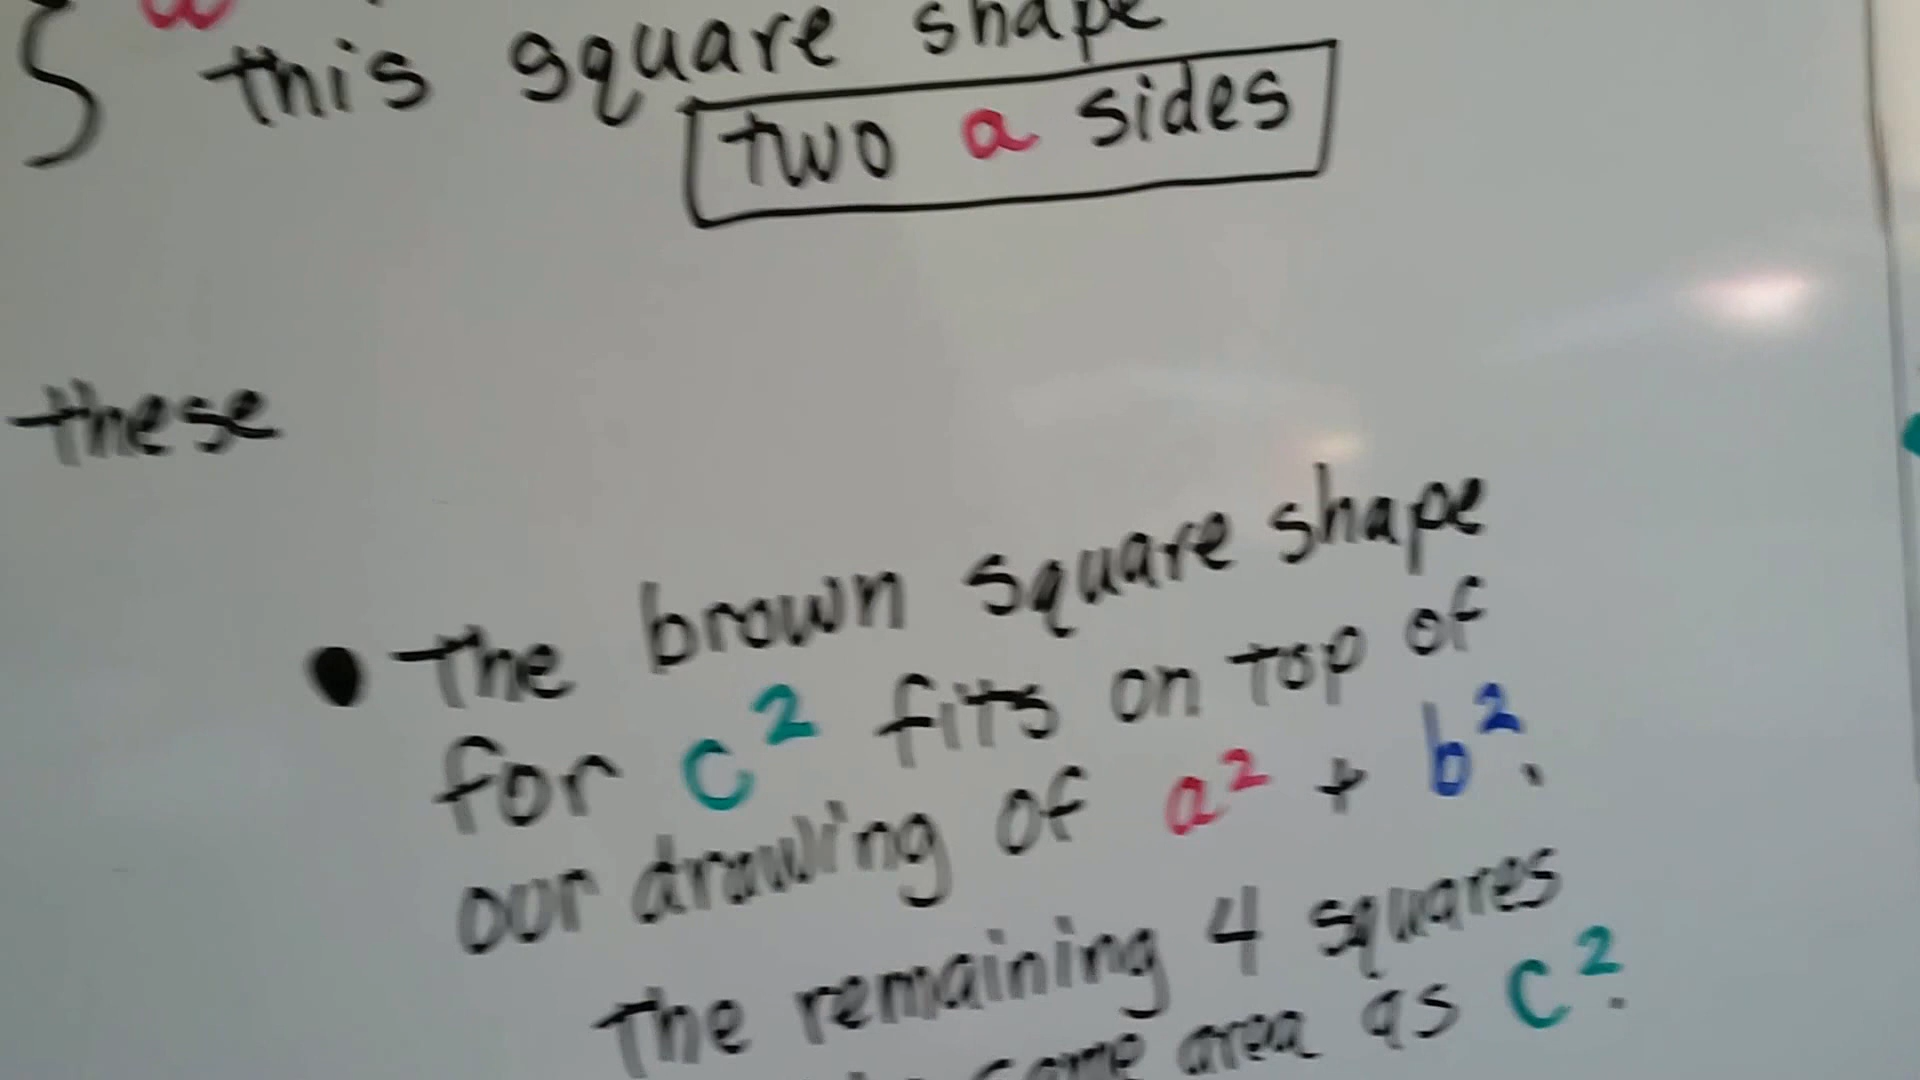 this square shape
two a sides
these
• The brown square shape
for c² fits on top of
our drawing of a² + b².
The remaining 4 squares
same area as c².